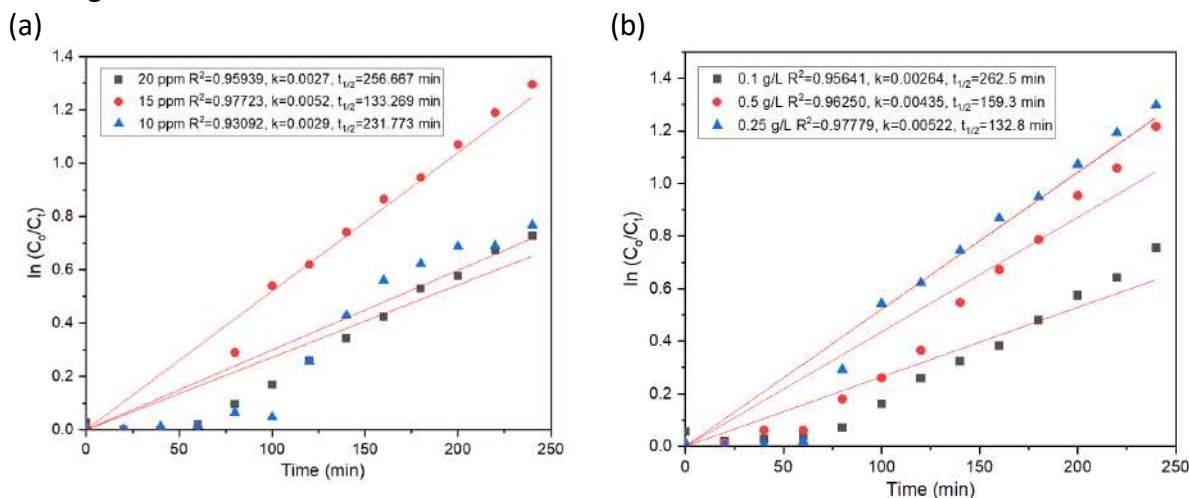 (a)
1.4
1.2
1.0
0.8
0.6
0.4
0.2
0.0
ln (C₀/C_t)
20 ppm R²=0.95939, k=0.0027, t₁/₂=256.667 min
15 ppm R²=0.97723, k=0.0052, t₁/₂=133.269 min
10 ppm R²=0.93092, k=0.0029, t₁/₂=231.773 min
0 50 100 150 200 250
Time (min)
(b)
1.4
1.2
1.0
0.8
0.6
0.4
0.2
0.0
ln (C₀/C_t)
0.1 g/L R²=0.95641, k=0.00264, t₁/₂=262.5 min
0.5 g/L R²=0.96250, k=0.00435, t₁/₂=159.3 min
0.25 g/L R²=0.97779, k=0.00522, t₁/₂=132.8 min
0 50 100 150 200 250
Time (min)